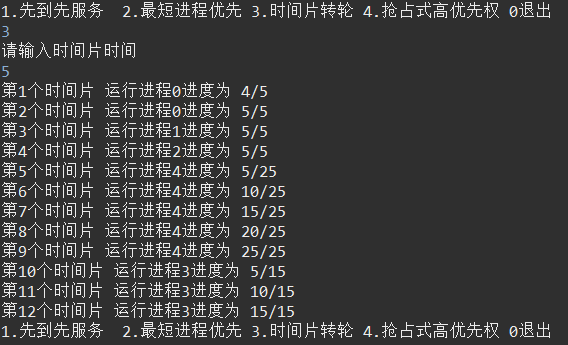 1.先到先服务  2.最短进程优先 3.时间片转轮 4.抢占式高优先权 0退出
3
请输入时间片时间
5
第1个时间片 运行进程0进度为 4/5
第2个时间片 运行进程0进度为 5/5
第3个时间片 运行进程1进度为 5/5
第4个时间片 运行进程2进度为 5/5
第5个时间片 运行进程4进度为 5/25
第6个时间片 运行进程4进度为 10/25
第7个时间片 运行进程4进度为 15/25
第8个时间片 运行进程4进度为 20/25
第9个时间片 运行进程4进度为 25/25
第10个时间片 运行进程3进度为 5/15
第11个时间片 运行进程3进度为 10/15
第12个时间片 运行进程3进度为 15/15
1.先到先服务  2.最短进程优先 3.时间片转轮 4.抢占式高优先权 0退出